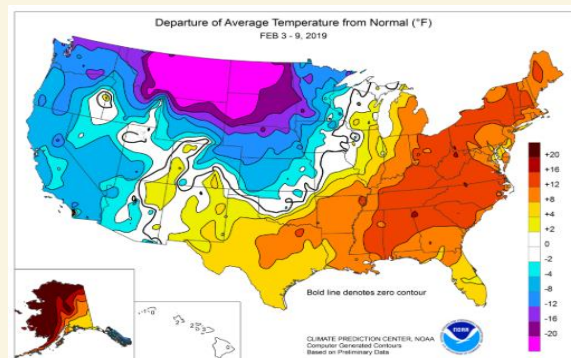 Departure of Average Temperature from Normal (°F)
FEB 3 - 9, 2019
+20
+16
+12
+8
+4
+2
0
-2
-4
-8
-12
-16
-20
Bold line denotes zero contour
NOAA
CLIMATE PREDICTION CENTER, NOAA
Computer Generated Contours
Based on Preliminary Data